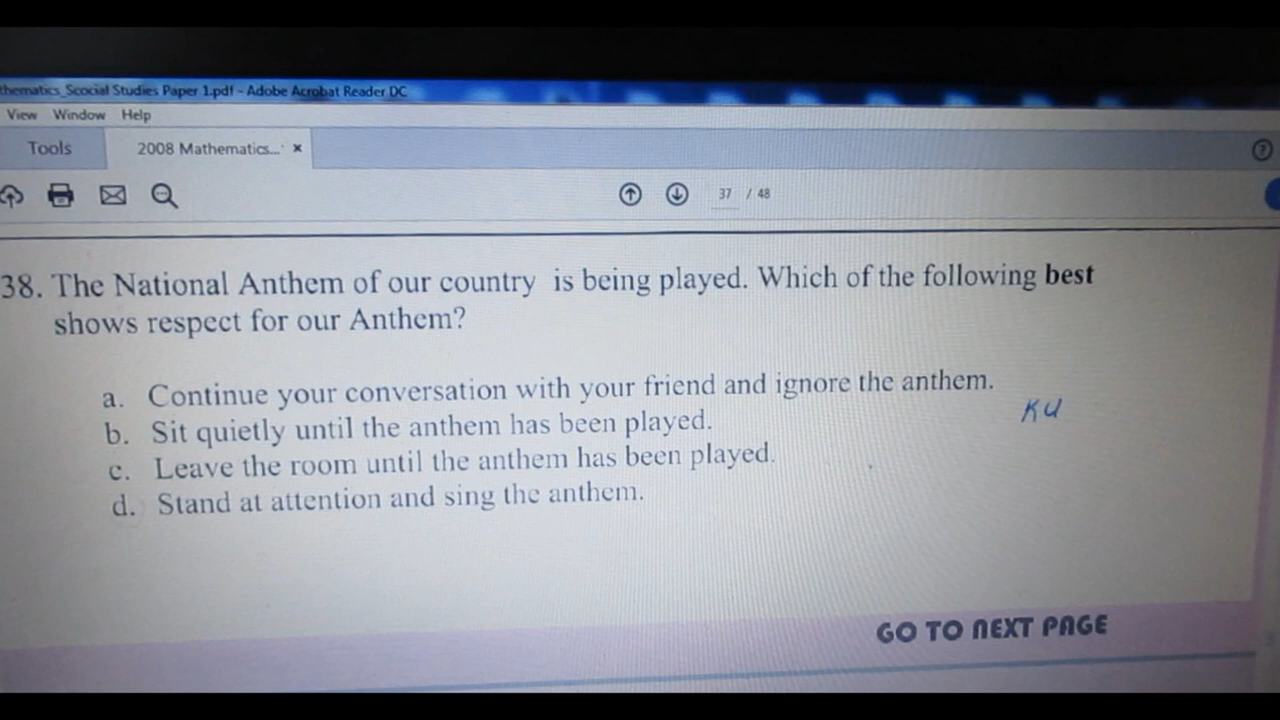 thematics_Scocial Studies Paper 1.pdf - Adobe Acrobat Reader DC
View Window Help
Tools 2008 Mathematics... ×
37 / 48
38. The National Anthem of our country is being played. Which of the following best
shows respect for our Anthem?
a. Continue your conversation with your friend and ignore the anthem.
KU
b. Sit quietly until the anthem has been played.
c. Leave the room until the anthem has been played.
d. Stand at attention and sing the anthem.
GO TO NEXT PAGE